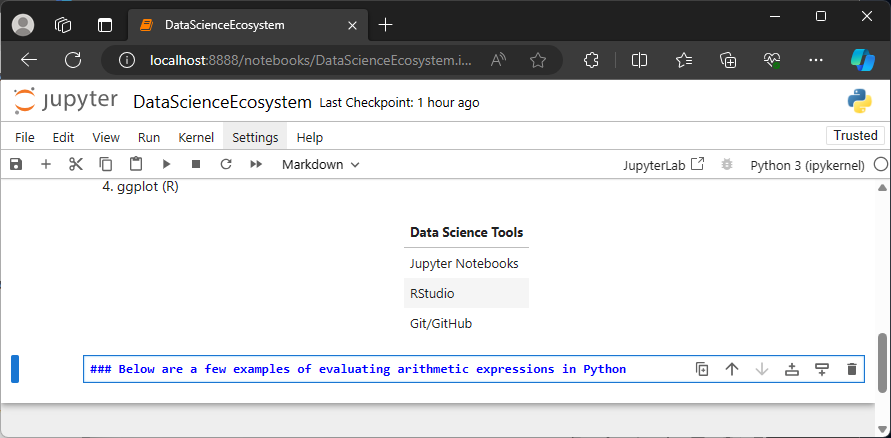 DataScienceEcosystem
localhost:8888/notebooks/DataScienceEcosystem.i...
jupyter DataScienceEcosystem Last Checkpoint: 1 hour ago
File Edit View Run Kernel Settings Help Trusted
Markdown JupyterLab Python 3 (ipykernel)
4. ggplot (R)
Data Science Tools
Jupyter Notebooks
RStudio
Git/GitHub
### Below are a few examples of evaluating arithmetic expressions in Python